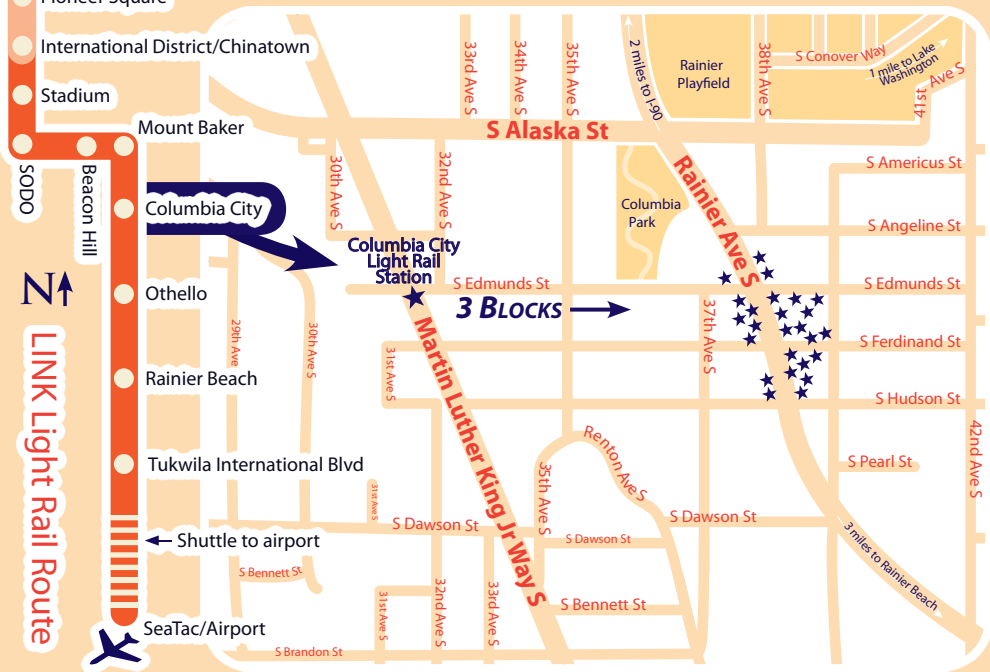 Pioneer Square
International District/Chinatown
Stadium
Mount Baker
SODO
Beacon Hill
Columbia City
N
Othello
Rainier Beach
Tukwila International Blvd
Shuttle to airport
SeaTac/Airport
LINK Light Rail Route
33rd Ave S
34th Ave S
35th Ave S
2 miles to I-90
Rainier
Playfield
38th Ave S
S Conover Way
1 mile to Lake
Washington
41st Ave S
S Alaska St
30th Ave S
32nd Ave S
Columbia
Park
Rainier Ave S
S Americus St
S Angeline St
Columbia City
Light Rail
Station
S Edmunds St
S Edmunds St
3 BLOCKS
29th Ave S
30th Ave S
31st Ave S
Martin Luther King Jr Way S
37th Ave S
S Ferdinand St
S Hudson St
42nd Ave S
Renton Ave S
35th Ave S
S Pearl St
31st Ave S
S Dawson St
S Dawson St
S Dawson St
3 miles to Rainier Beach
S Bennett St
31st Ave S
32nd Ave S
33rd Ave S
S Bennett St
S Brandon St